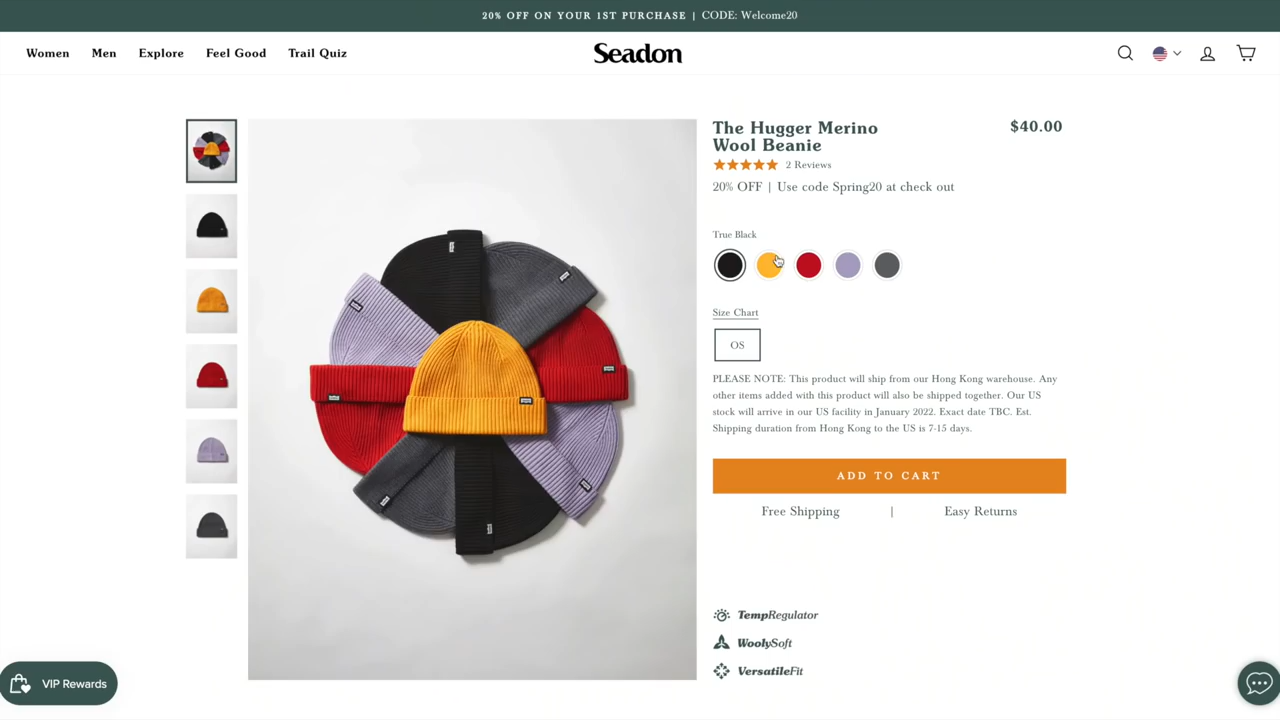 20% OFF ON YOUR 1ST PURCHASE | CODE: Welcome20
Women Men Explore Feel Good Trail Quiz
Seadon
The Hugger Merino
Wool Beanie
$40.00
2 Reviews
20% OFF | Use code Spring20 at check out
True Black
Size Chart
OS
PLEASE NOTE: This product will ship from our Hong Kong warehouse. Any
other items added with this product will also be shipped together. Our US
stock will arrive in our US facility in January 2022. Exact date TBC. Est.
Shipping duration from Hong Kong to the US is 7-15 days.
ADD TO CART
Free Shipping | Easy Returns
TempRegulator
WoolySoft
VersatileFit
VIP Rewards